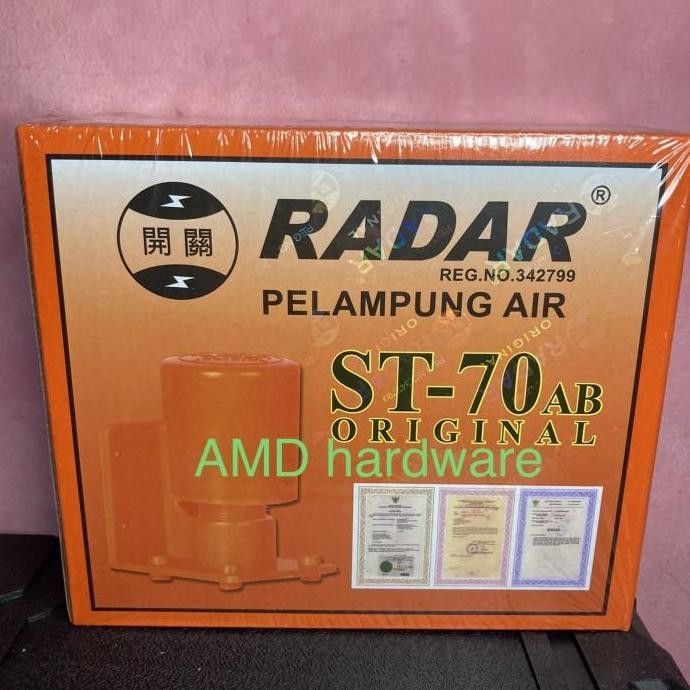 開 關
RADAR®
REG.NO.342799
PELAMPUNG AIR
ST-70AB
ORIGINAL
AMD hardware